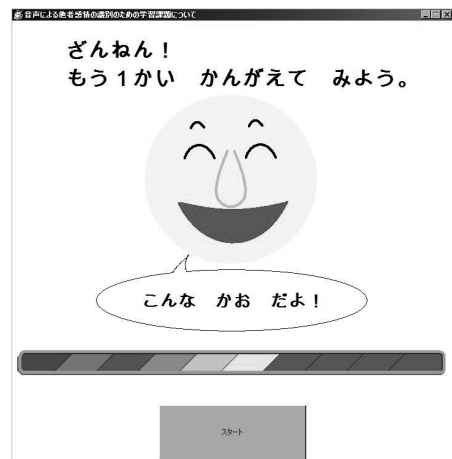 音声による他者感情の識別のための学習課題について
ざんねん！
もう１かい　かんがえて　みよう。
こんな　かお　だよ！
スタート